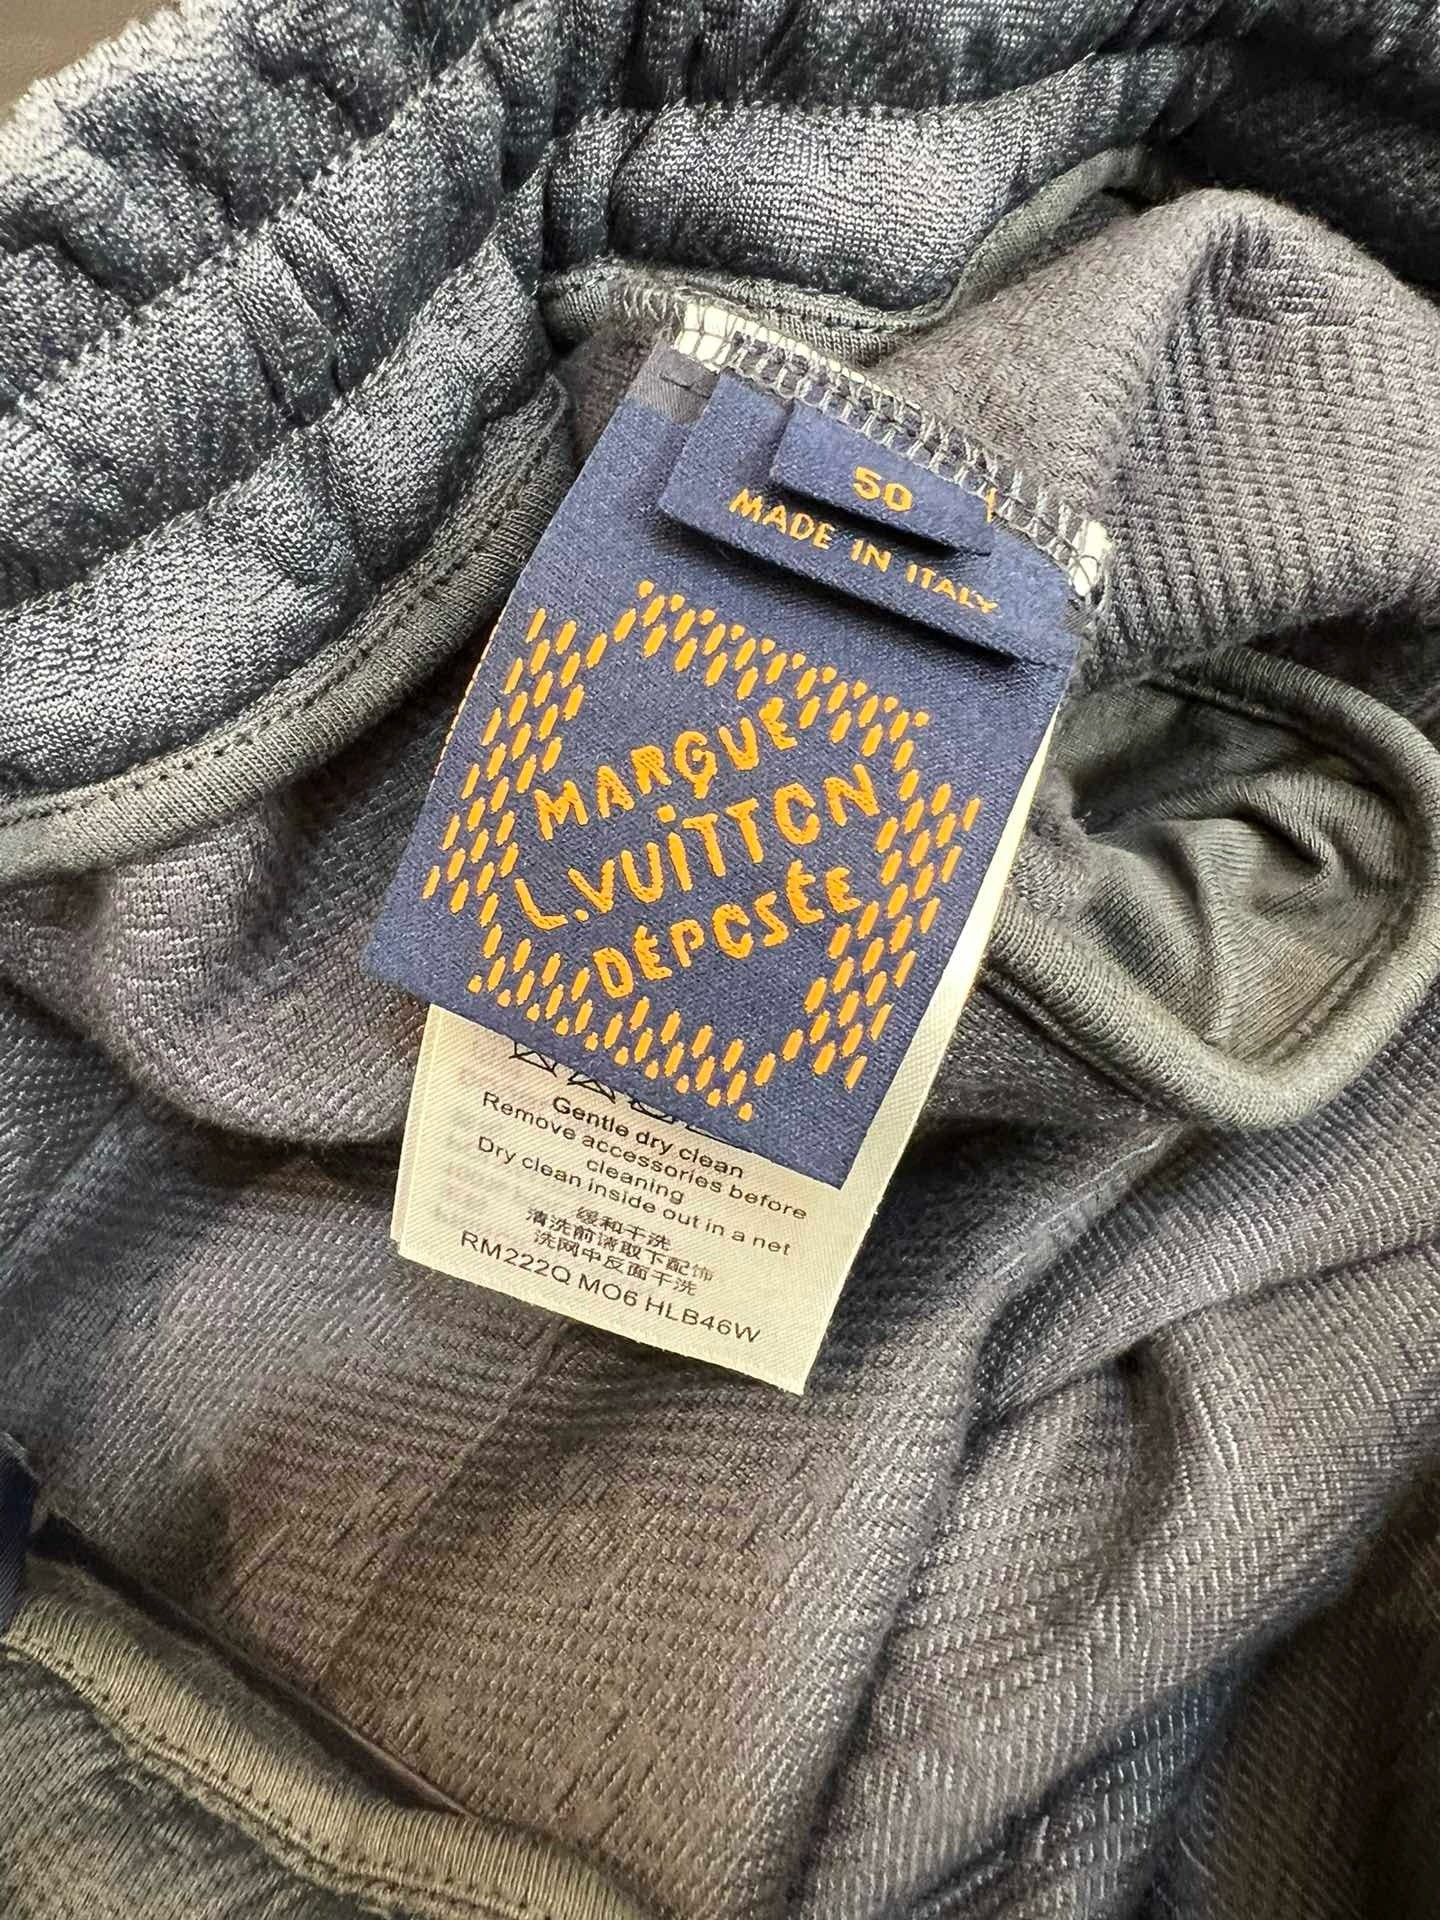 50
MADE IN ITALY
MARQUE
L.VUITTON
DÉPOSÉE
Gentle dry clean
Remove accessories before
cleaning
Dry clean inside out in a net
缓和干洗
清洗前请取下配饰
洗网中反面干洗
RM222Q MO6 HLB46W